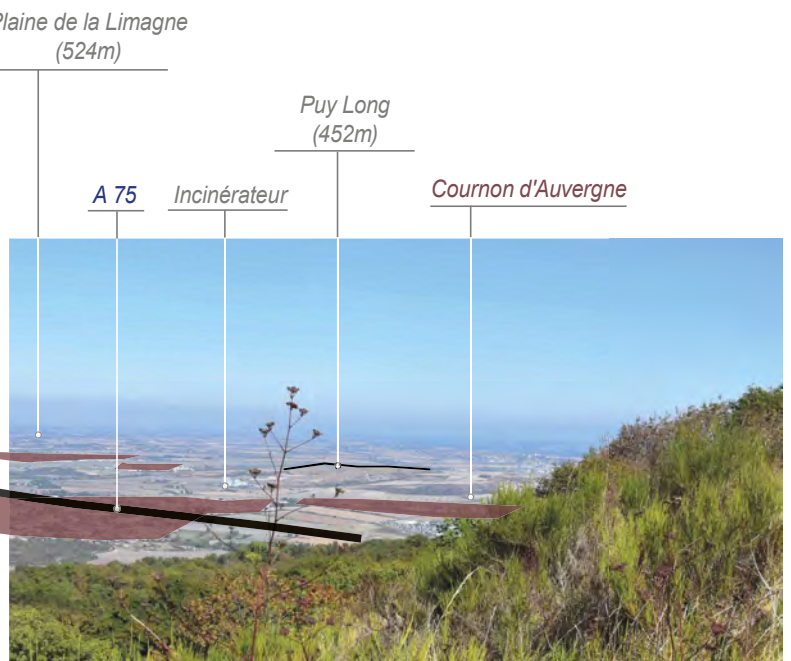 Plaine de la Limagne
(524m)
Puy Long
(452m)
A 75
Incinérateur
Cournon d'Auvergne